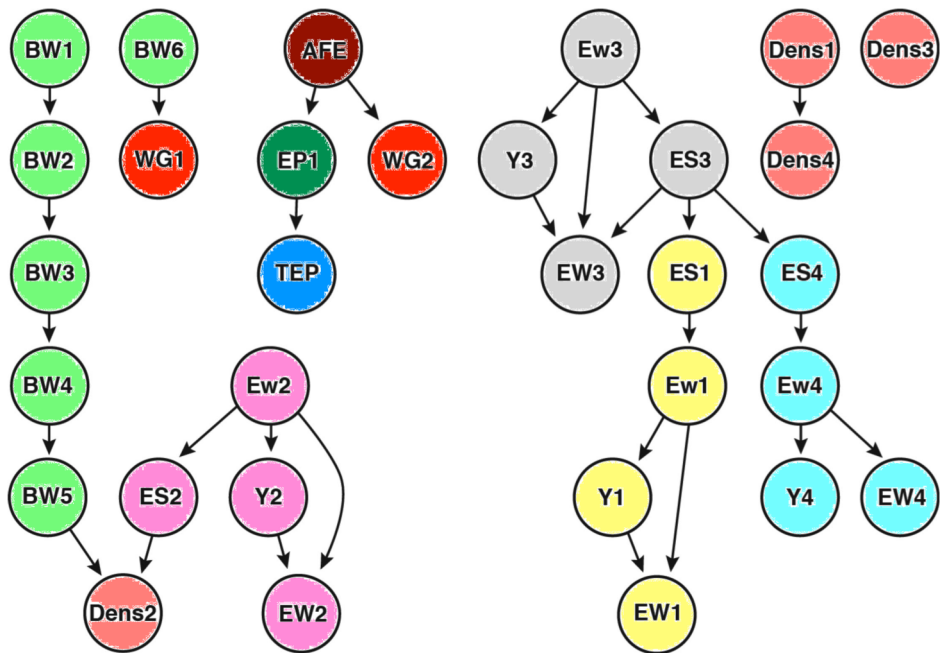 BW1
BW6
AFE
Ew3
Dens1
Dens3
BW2
WG1
EP1
WG2
Y3
ES3
Dens4
BW3
TEP
EW3
ES1
ES4
BW4
Ew2
Ew1
Ew4
BW5
ES2
Y2
Y1
Y4
EW4
Dens2
EW2
EW1